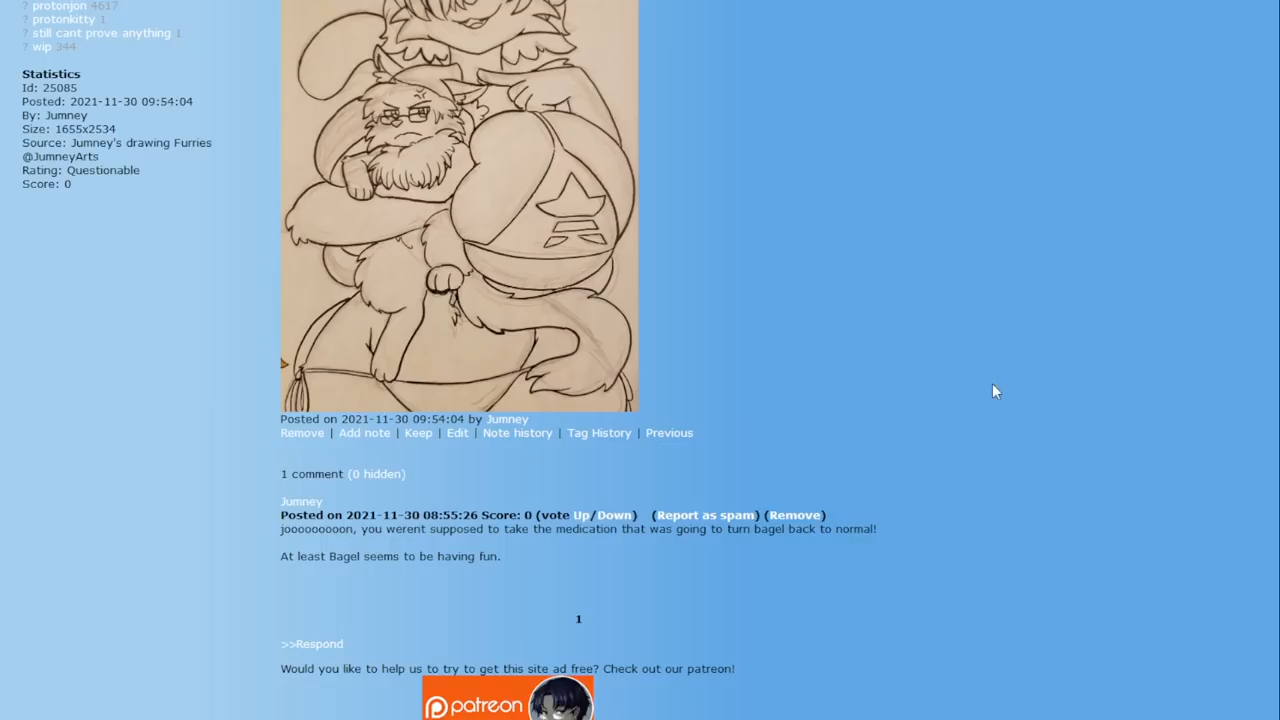 ? protonjon 4617
? protonkitty 1
? still cant prove anything 1
? wip 344
Statistics
Id: 25085
Posted: 2021-11-30 09:54:04
By: Jumney
Size: 1655x2534
Source: Jumney's drawing Furries
@JumneyArts
Rating: Questionable
Score: 0
Posted on 2021-11-30 09:54:04 by Jumney
Remove | Add note | Keep | Edit | Note history | Tag History | Previous
1 comment (0 hidden)
Jumney
Posted on 2021-11-30 08:55:26 Score: 0 (vote Up/Down) (Report as spam) (Remove)
jooooooooon, you werent supposed to take the medication that was going to turn bagel back to normal!
At least Bagel seems to be having fun.
1
>>Respond
Would you like to help us to try to get this site ad free? Check out our patreon!
patreon